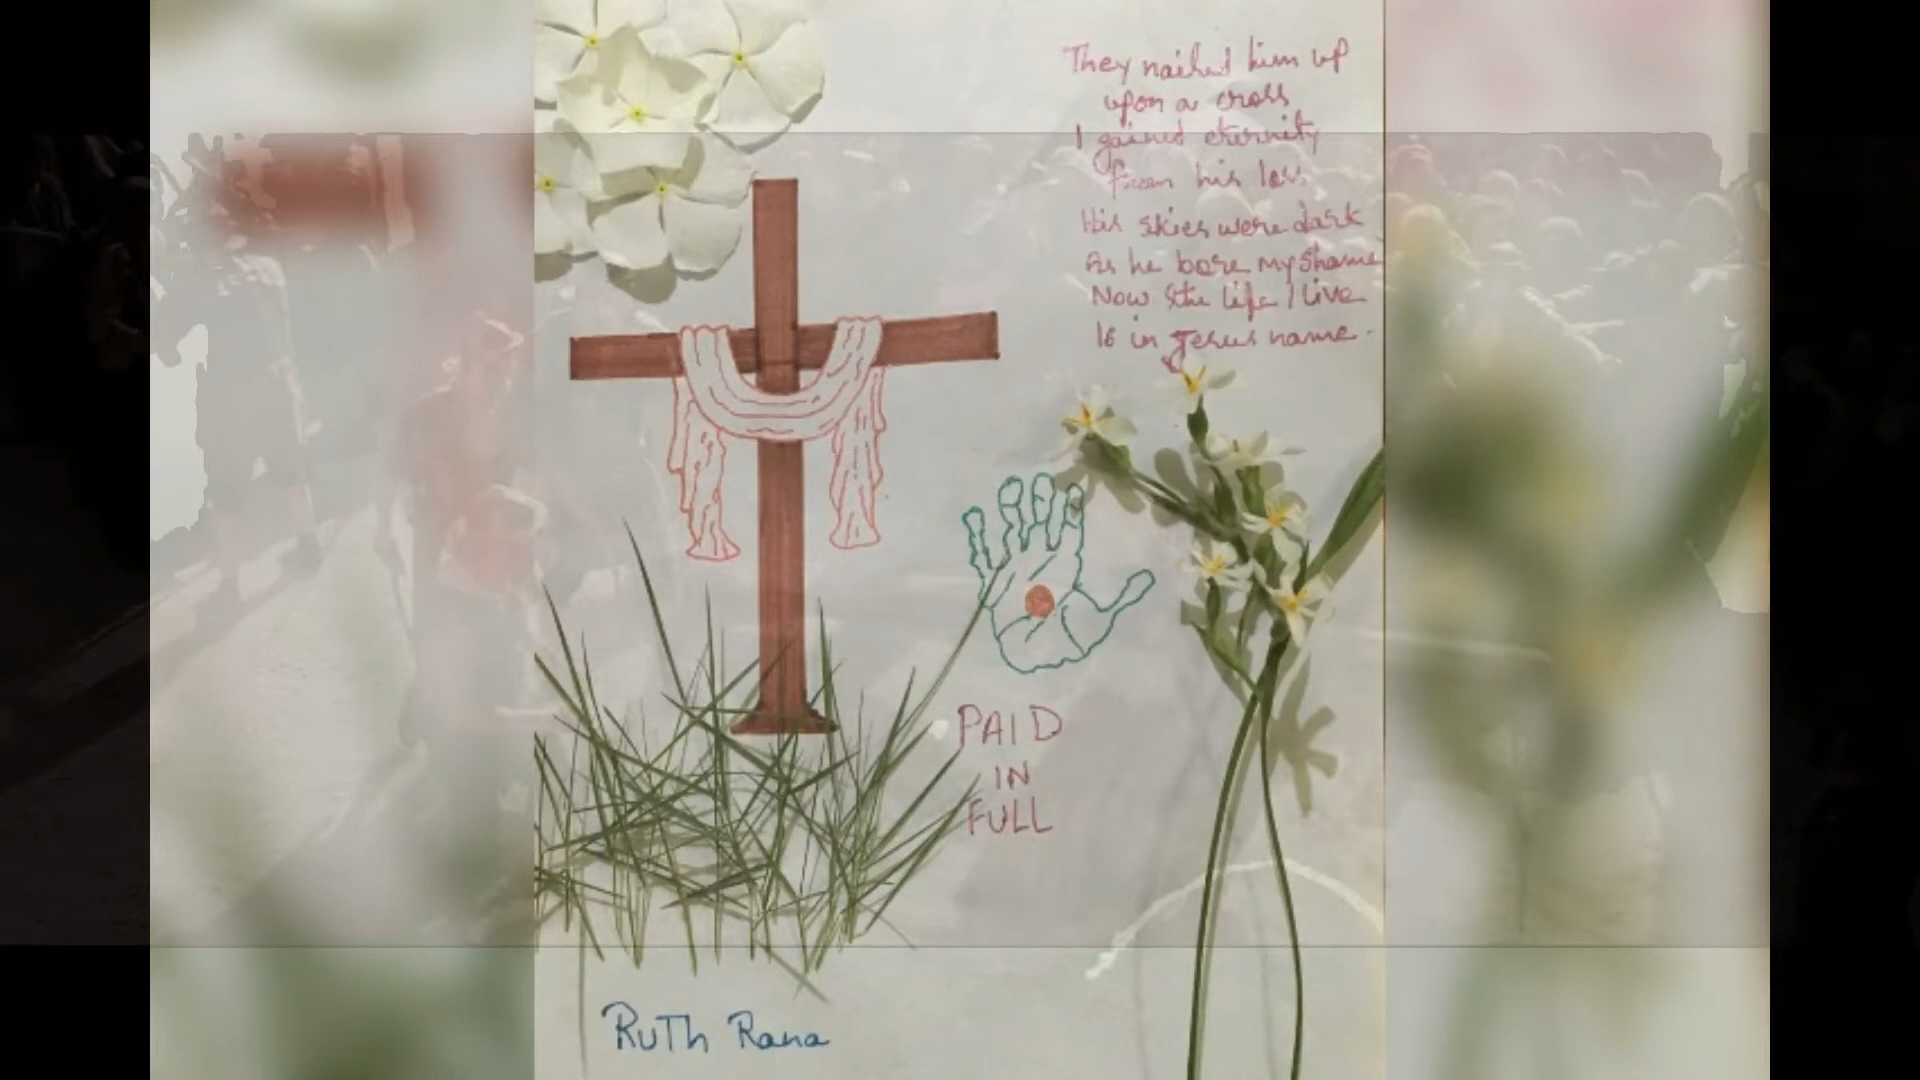 They nailed him up
upon a cross
I gained eternity
from his loss
His skies were dark
As he bore my shame
Now the life I live
Is in Jesus name.
PAID
IN
FULL
Ruth Rana